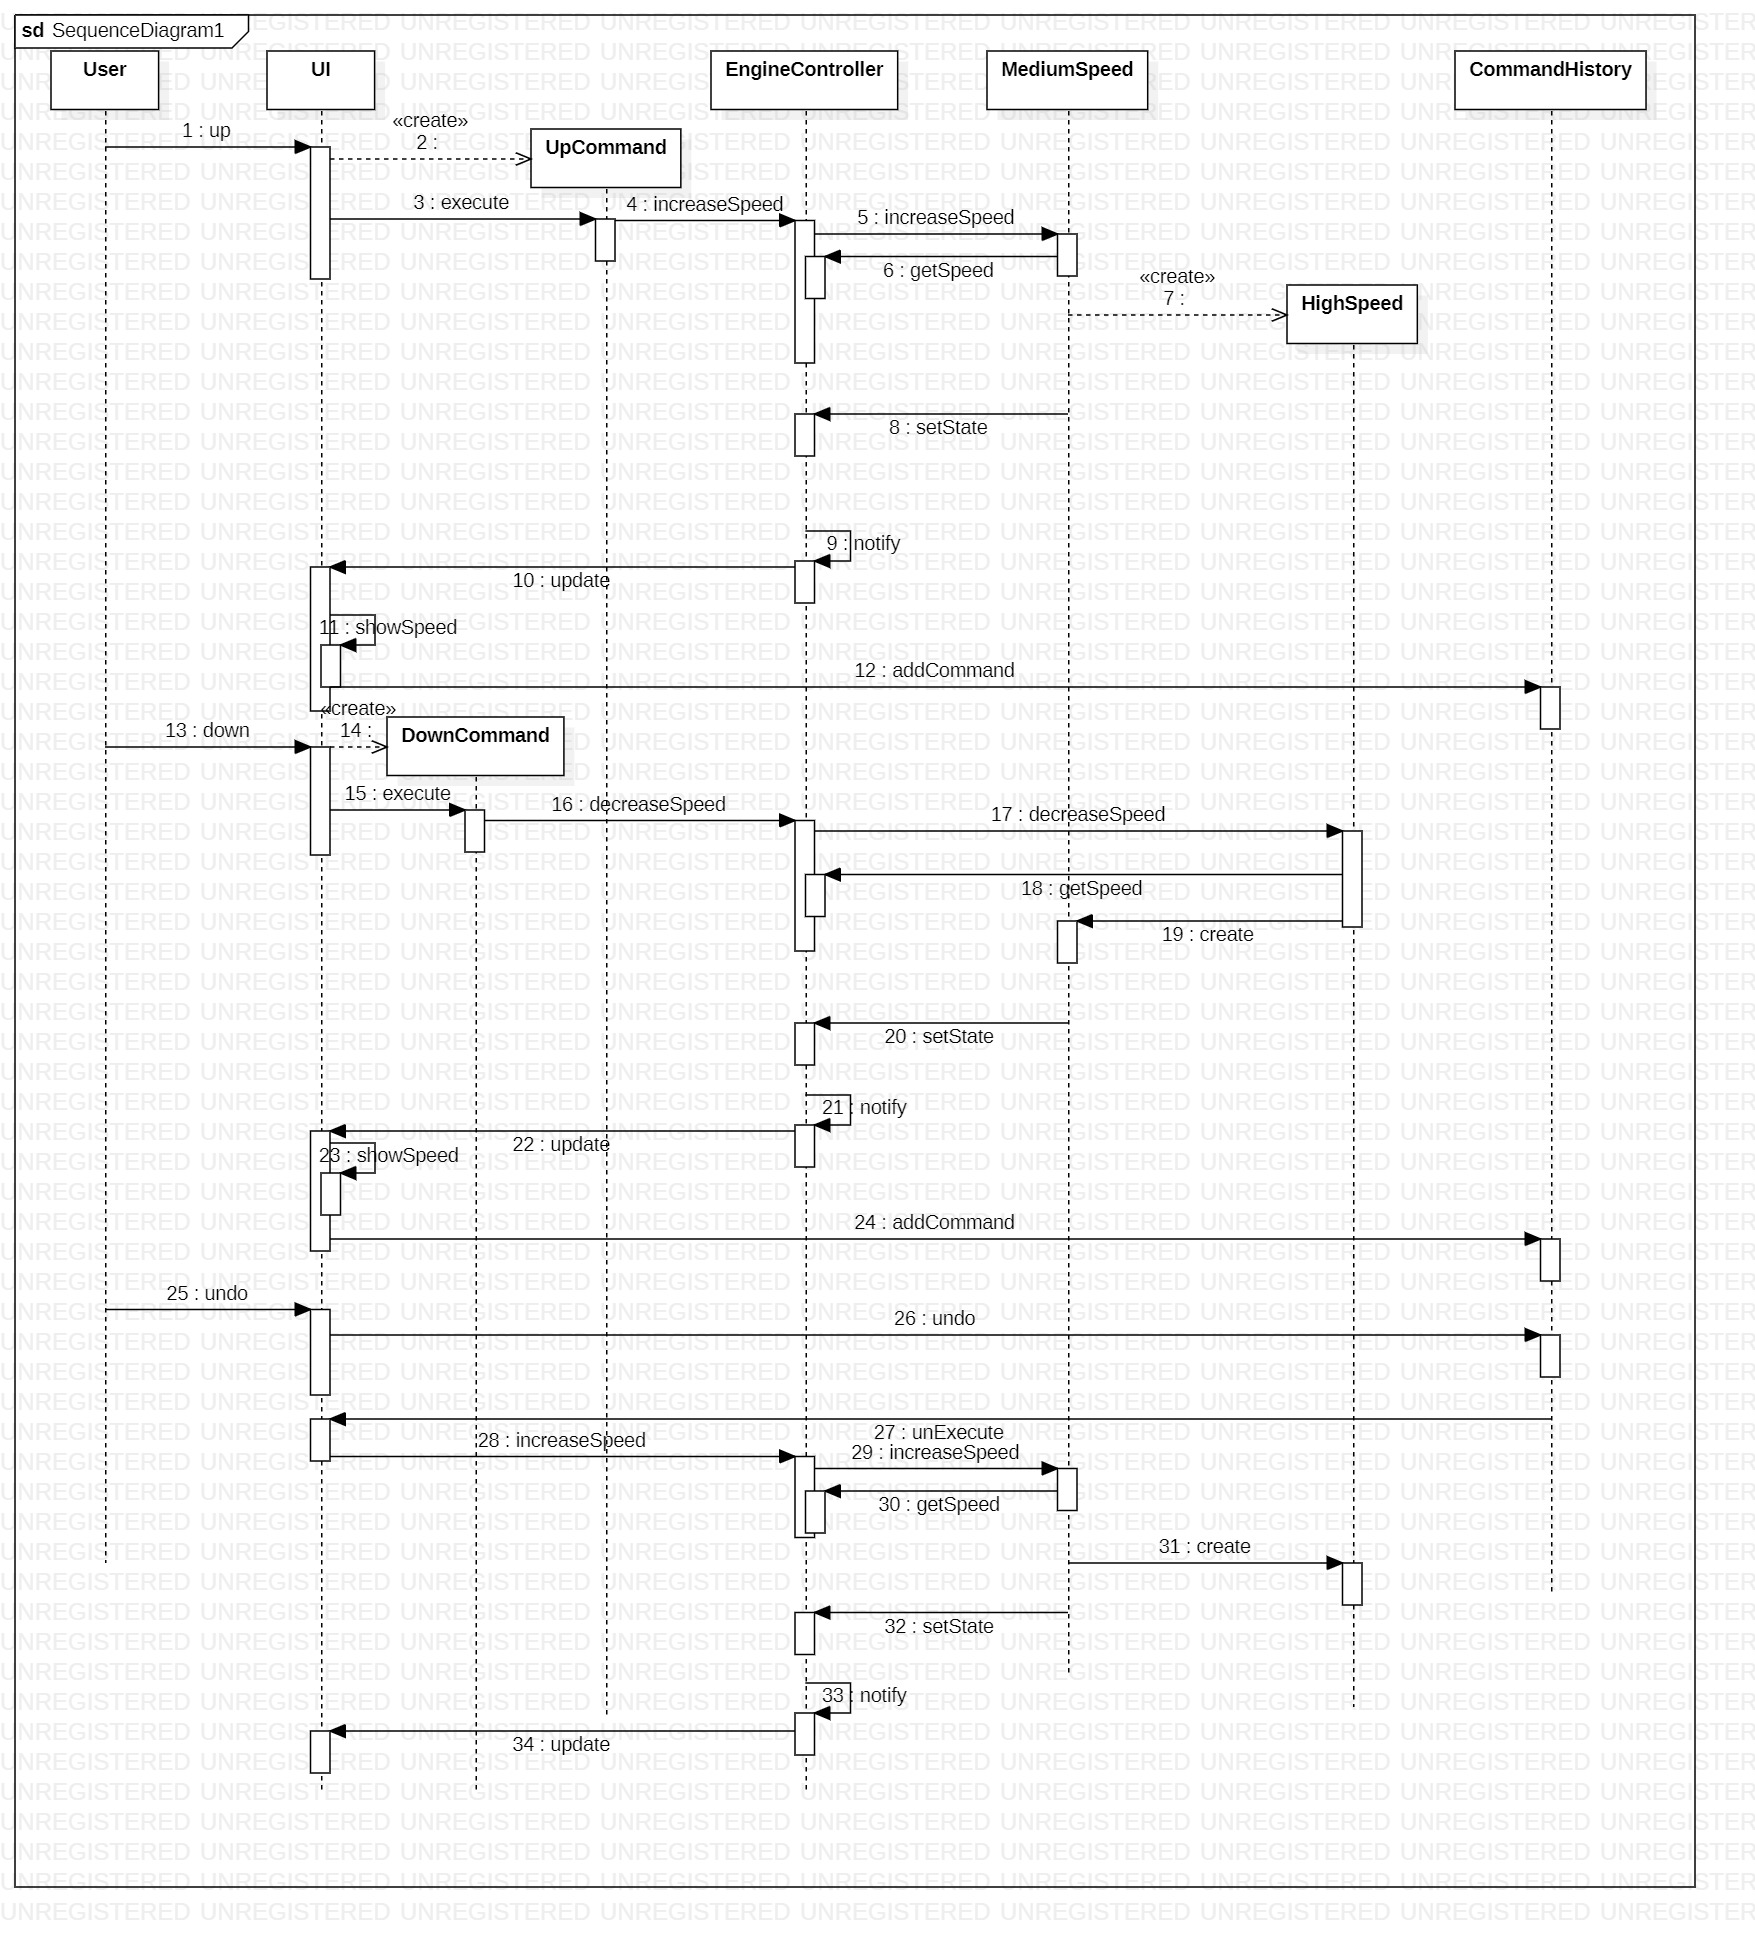 sd SequenceDiagram1
User
UI
EngineController
MediumSpeed
CommandHistory
1 : up
«create»
2 :
UpCommand
3 : execute
4 : increaseSpeed
5 : increaseSpeed
6 : getSpeed
«create»
7 :
HighSpeed
8 : setState
9 : notify
10 : update
11 : showSpeed
12 : addCommand
«create»
13 : down
14 :
DownCommand
15 : execute
16 : decreaseSpeed
17 : decreaseSpeed
18 : getSpeed
19 : create
20 : setState
21 : notify
22 : update
23 : showSpeed
24 : addCommand
25 : undo
26 : undo
27 : unExecute
28 : increaseSpeed
29 : increaseSpeed
30 : getSpeed
31 : create
32 : setState
33 : notify
34 : update
UNREGISTERED